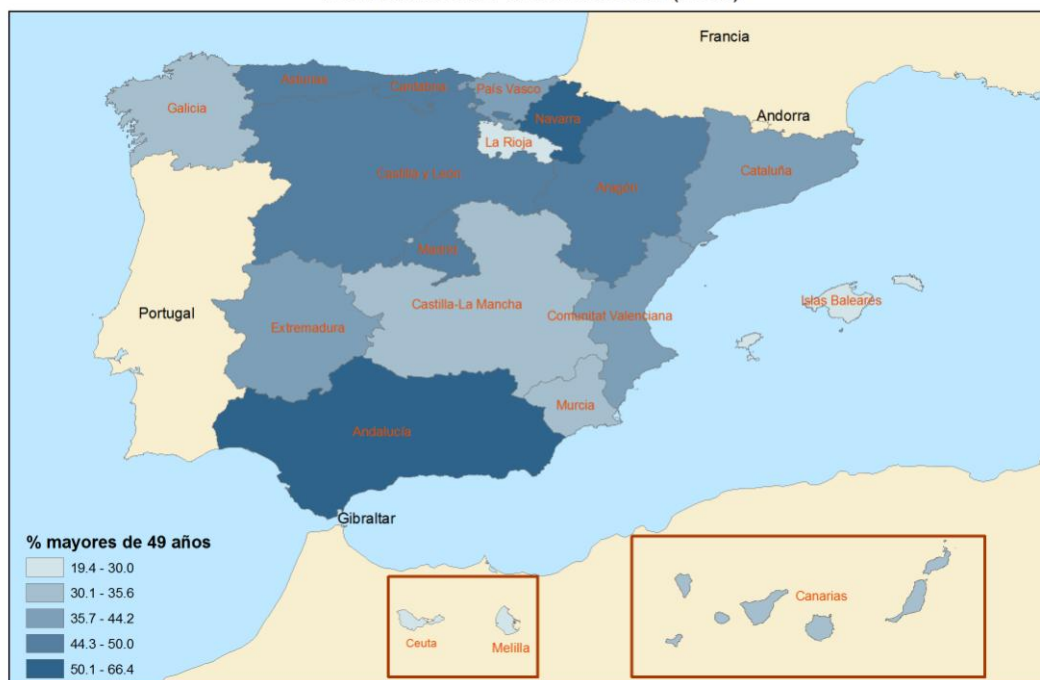 Francia
Andorra
Asturias
Cantabria
País Vasco
Galicia
Navarra
La Rioja
Cataluña
Castilla y León
Aragón
Madrid
Portugal
Castilla-La Mancha
Islas Baleares
Extremadura
Comunitat Valenciana
Murcia
Andalucía
Gibraltar
% mayores de 49 años
19.4 - 30.0
30.1 - 35.6
35.7 - 44.2
44.3 - 50.0
50.1 - 66.4
Ceuta
Melilla
Canarias